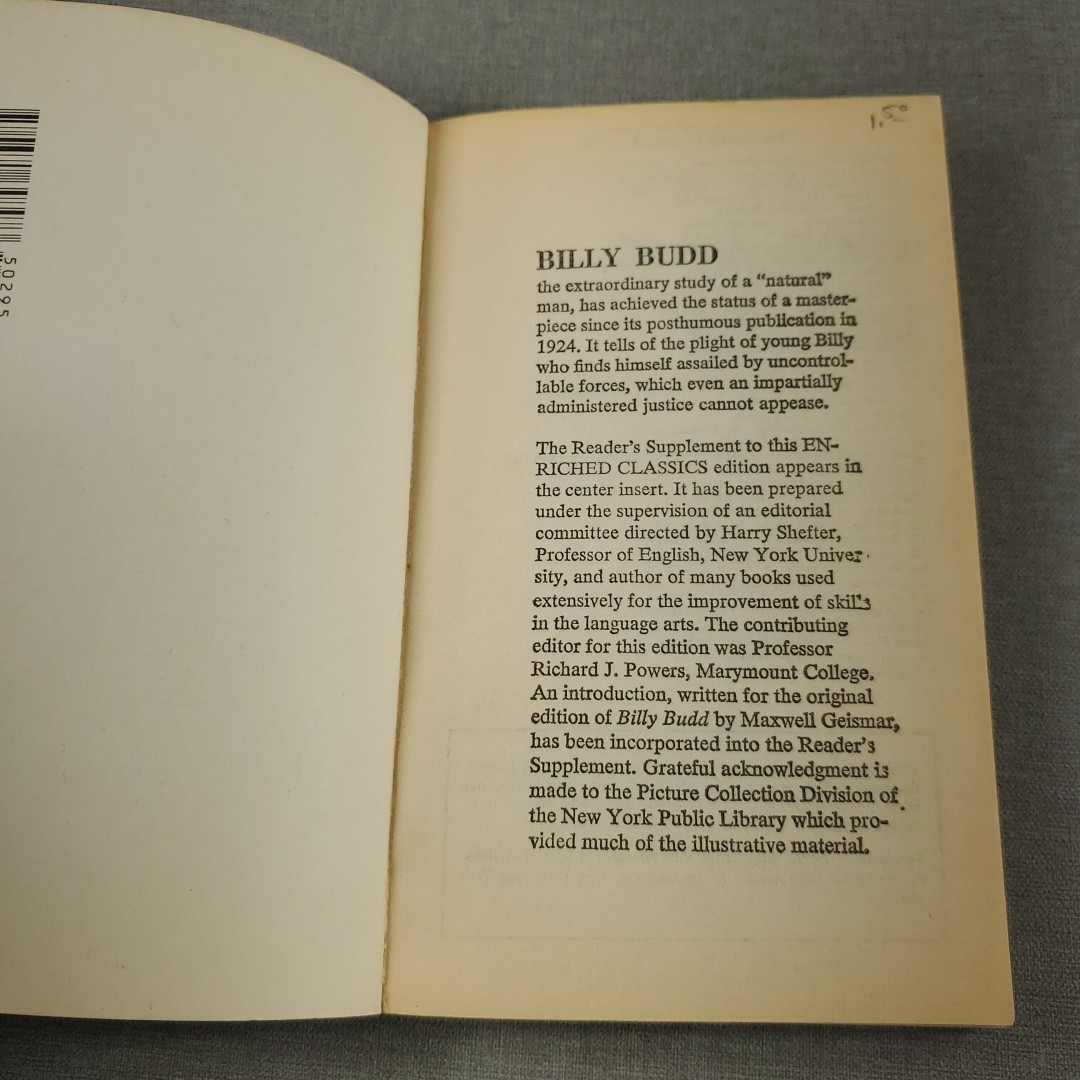 50295
1.50
BILLY BUDD
the extraordinary study of a “natural”
man, has achieved the status of a master-
piece since its posthumous publication in
1924. It tells of the plight of young Billy
who finds himself assailed by uncontrol-
lable forces, which even an impartially
administered justice cannot appease.
The Reader’s Supplement to this EN-
RICHED CLASSICS edition appears in
the center insert. It has been prepared
under the supervision of an editorial
committee directed by Harry Shefter,
Professor of English, New York Univer-
sity, and author of many books used
extensively for the improvement of skills
in the language arts. The contributing
editor for this edition was Professor
Richard J. Powers, Marymount College.
An introduction, written for the original
edition of Billy Budd by Maxwell Geismar,
has been incorporated into the Reader’s
Supplement. Grateful acknowledgment is
made to the Picture Collection Division of
the New York Public Library which pro-
vided much of the illustrative material.